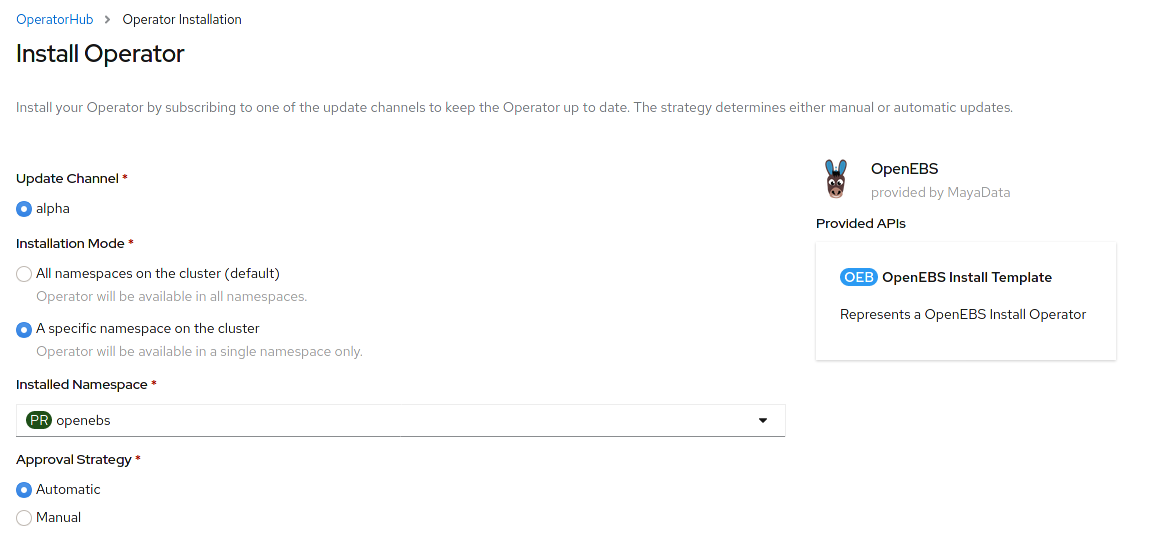 OperatorHub > Operator Installation
Install Operator
Install your Operator by subscribing to one of the update channels to keep the Operator up to date. The strategy determines either manual or automatic updates.
Update Channel *
alpha
Installation Mode *
All namespaces on the cluster (default)
Operator will be available in all namespaces.
A specific namespace on the cluster
Operator will be available in a single namespace only.
Installed Namespace *
PR openebs
Approval Strategy *
Automatic
Manual
OpenEBS
provided by MayaData
Provided APIs
OEB OpenEBS Install Template
Represents a OpenEBS Install Operator